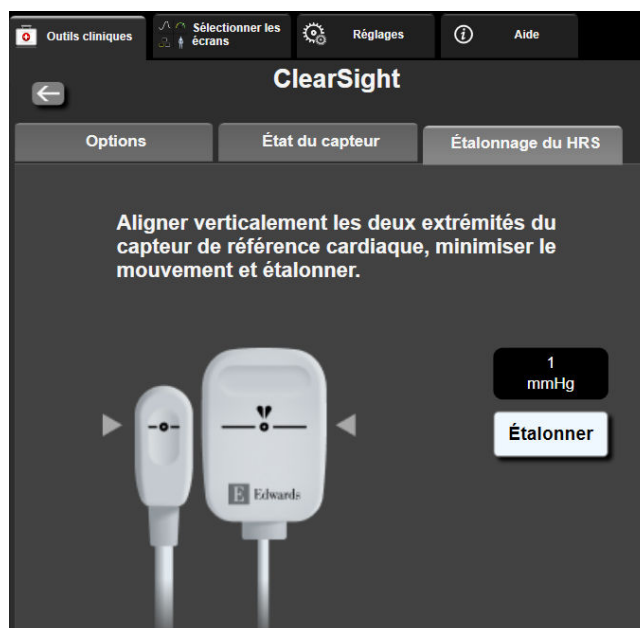 Outils cliniques
Sélectionner les
écrans
Réglages
Aide
ClearSight
Options
État du capteur
Étalonnage du HRS
Aligner verticalement les deux extrémités du
capteur de référence cardiaque, minimiser le
mouvement et étalonner.
1
mmHg
Étalonner
E Edwards